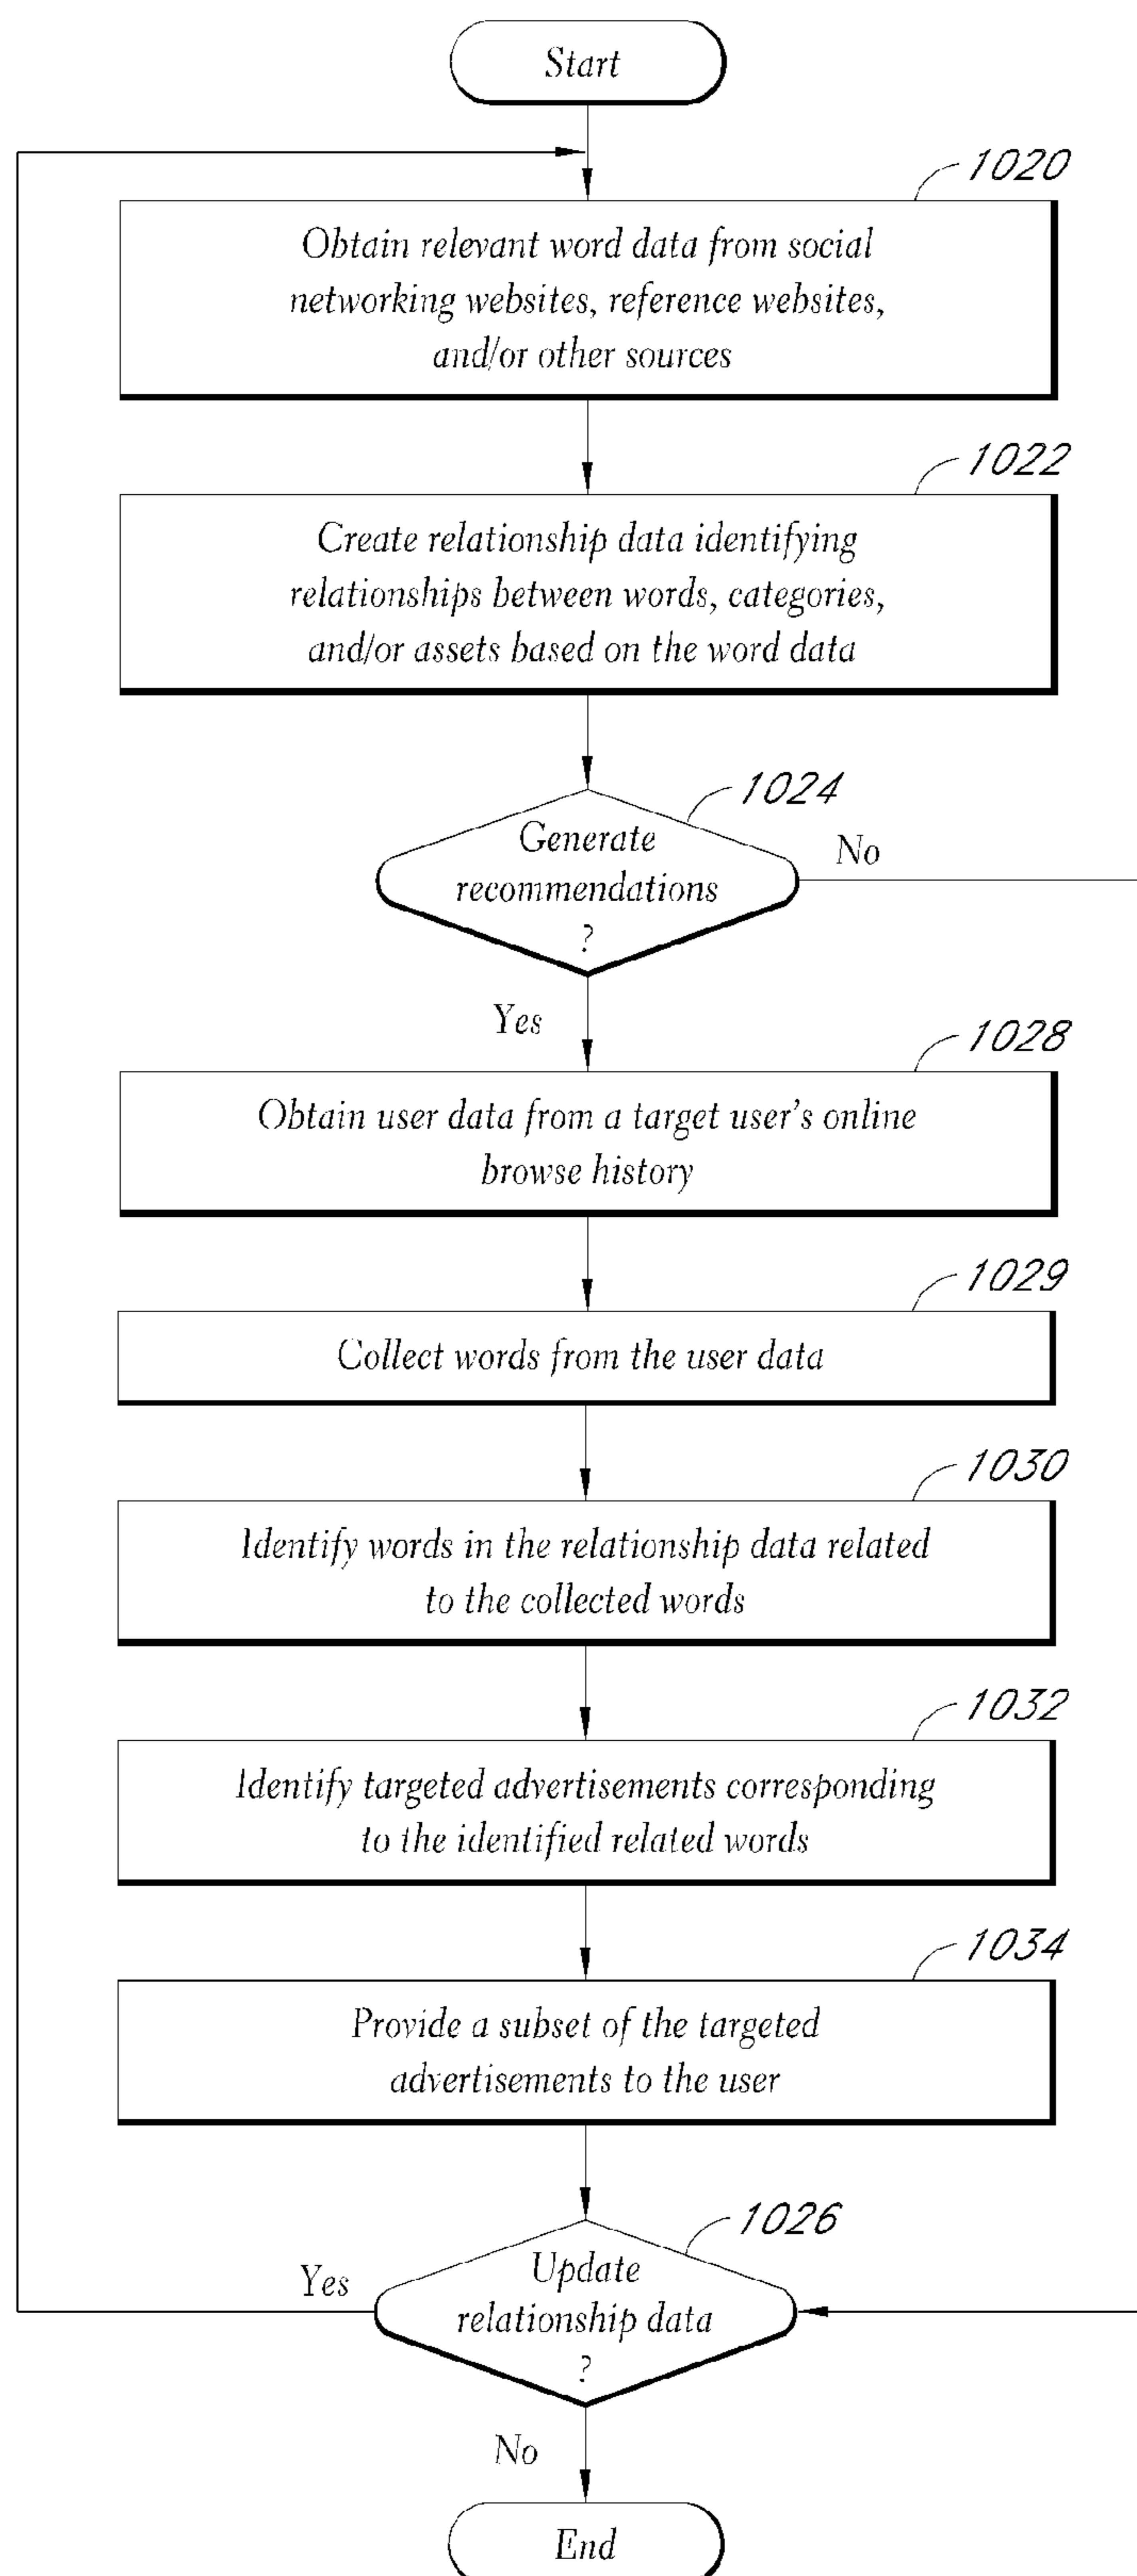 Start
1020
Obtain relevant word data from social
networking websites, reference websites,
and/or other sources
1022
Create relationship data identifying
relationships between words, categories,
and/or assets based on the word data
1024
Generate
recommendations
?
No
Yes
1028
Obtain user data from a target user's online
browse history
1029
Collect words from the user data
1030
Identify words in the relationship data related
to the collected words
1032
Identify targeted advertisements corresponding
to the identified related words
1034
Provide a subset of the targeted
advertisements to the user
1026
Update
relationship data
?
Yes
No
End